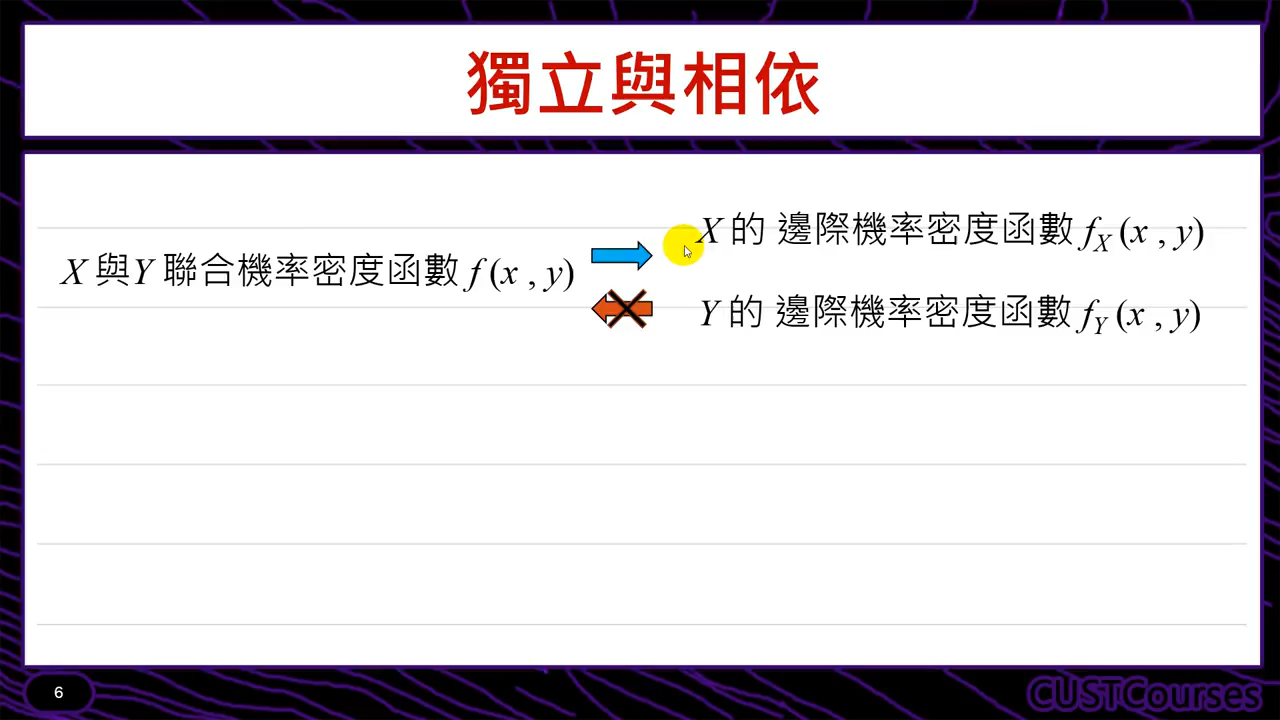 獨立與相依
X 的 邊際機率密度函數 f_X (x , y)
X 與Y 聯合機率密度函數 f (x , y)
Y 的 邊際機率密度函數 f_Y (x , y)
6
CUSTCourses